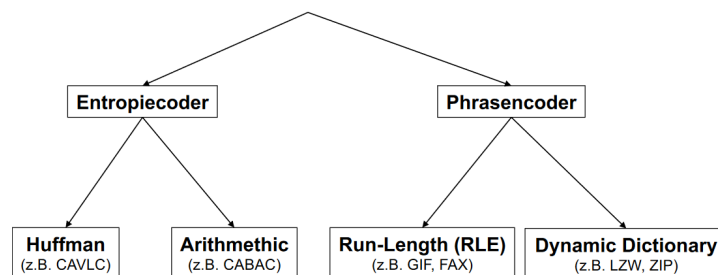 Entropiecoder
Phrasencoder
Huffman
(z.B. CAVLC)
Arithmethic
(z.B. CABAC)
Run-Length (RLE)
(z.B. GIF, FAX)
Dynamic Dictionary
(z.B. LZW, ZIP)